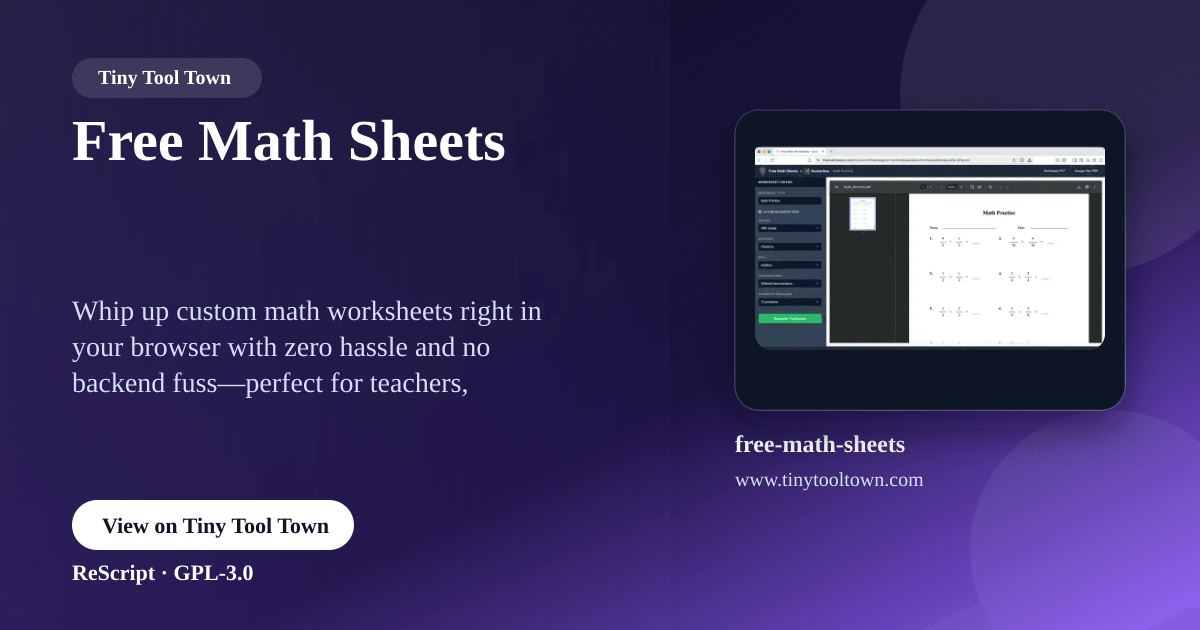 Tiny Tool Town
Free Math Sheets
Whip up custom math worksheets right in
your browser with zero hassle and no
backend fuss—perfect for teachers,
View on Tiny Tool Town
ReScript · GPL-3.0
Math Practice
Name
Date
free-math-sheets
www.tinytooltown.com